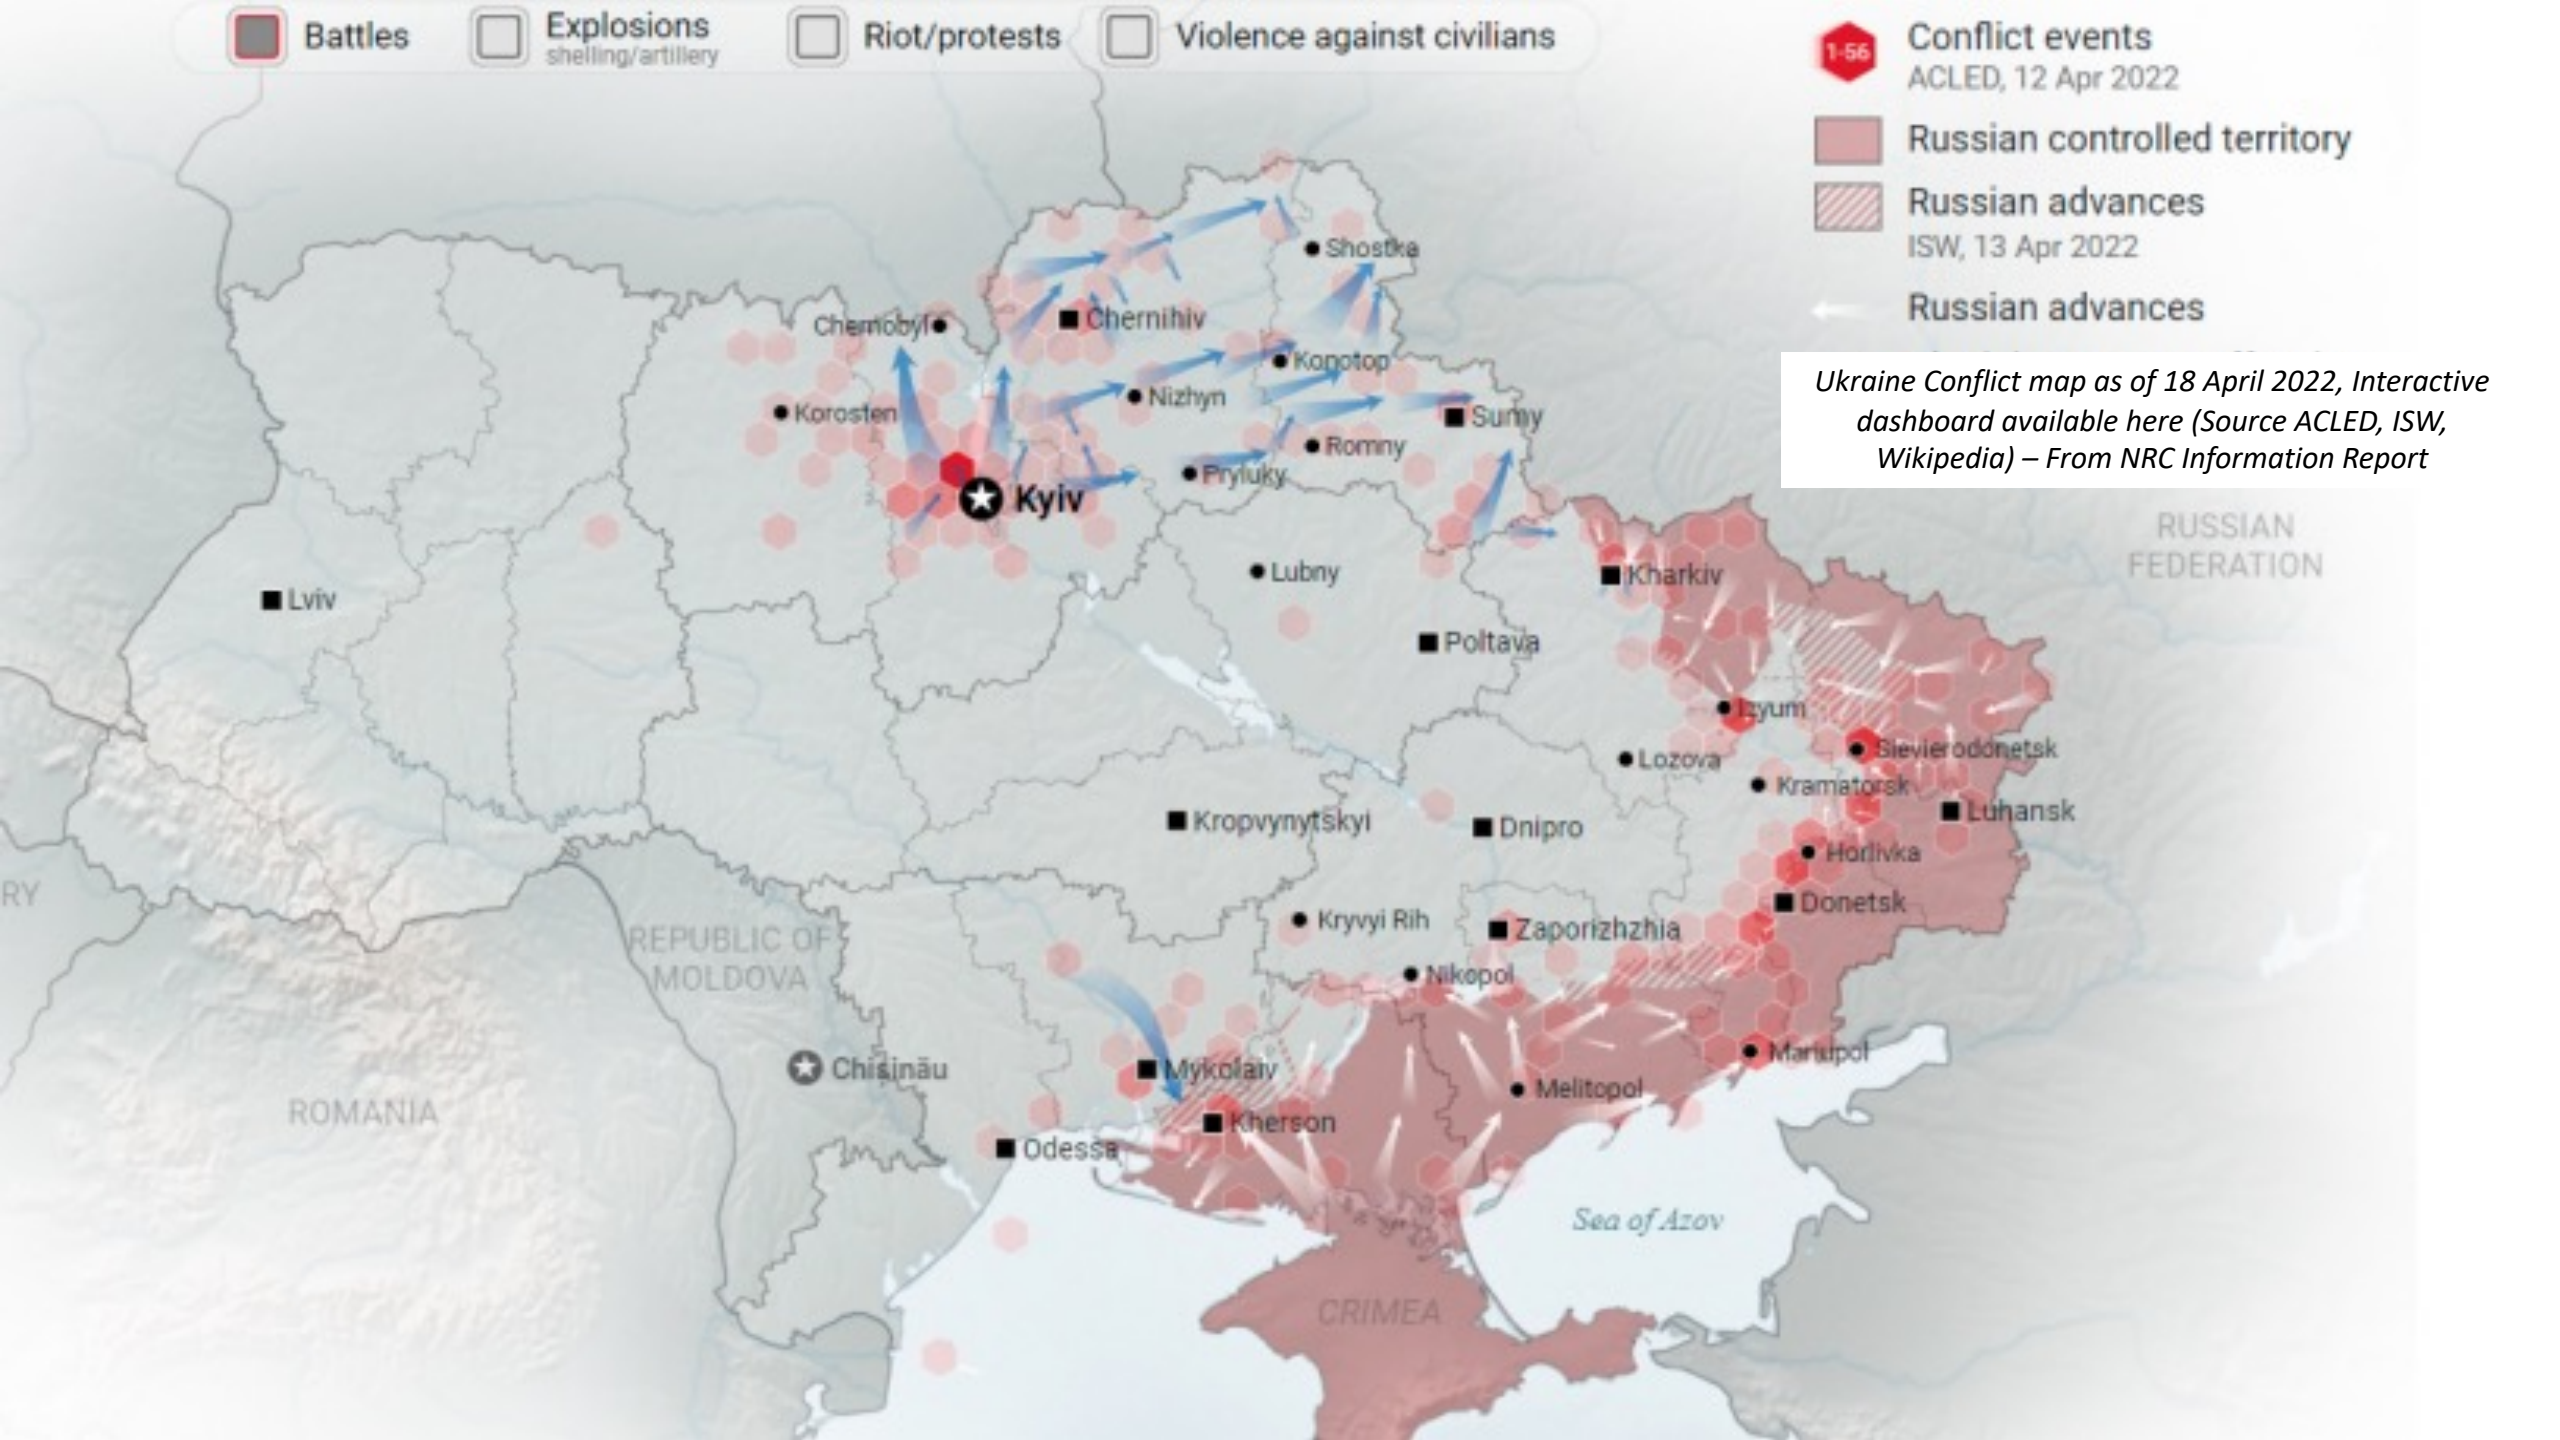 Battles
Explosions
shelling/artillery
Riot/protests
Violence against civilians
1-56
Conflict events
ACLED, 12 Apr 2022
Russian controlled territory
Russian advances
ISW, 13 Apr 2022
Russian advances
Ukraine Conflict map as of 18 April 2022, Interactive
dashboard available here (Source ACLED, ISW,
Wikipedia) – From NRC Information Report
Shostka
Chernobyl
Chernihiv
Konotop
Nizhyn
Korosten
Sumy
Romny
Pryluky
Kyiv
RUSSIAN
FEDERATION
Lubny
Kharkiv
Lviv
Poltava
Izyum
Sievierodonetsk
Lozova
Kramatorsk
Luhansk
Kropvynytskyi
Dnipro
Horlivka
RY
Donetsk
Kryvyi Rih
Zaporizhzhia
REPUBLIC OF
MOLDOVA
Nikopol
Mariupol
Chisinău
Mykolaiv
Melitopol
ROMANIA
Kherson
Odessa
Sea of Azov
CRIMEA